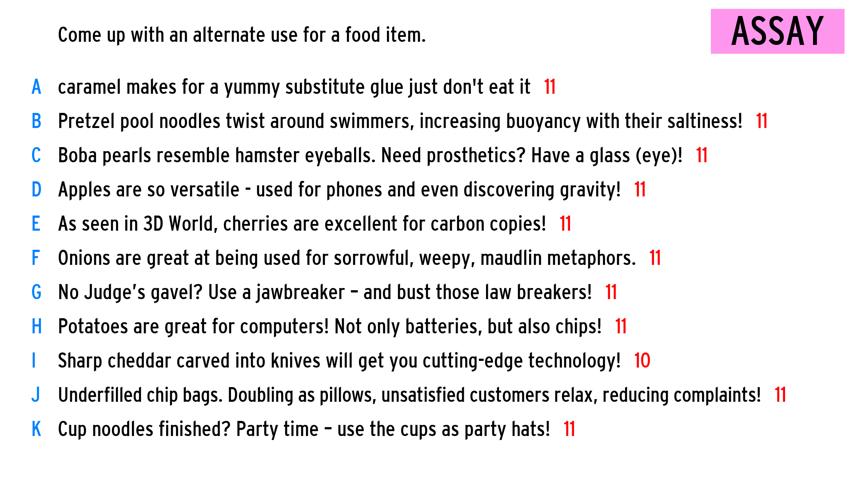 Come up with an alternate use for a food item.
ASSAY
A caramel makes for a yummy substitute glue just don't eat it 11
B Pretzel pool noodles twist around swimmers, increasing buoyancy with their saltiness! 11
C Boba pearls resemble hamster eyeballs. Need prosthetics? Have a glass (eye)! 11
D Apples are so versatile - used for phones and even discovering gravity! 11
E As seen in 3D World, cherries are excellent for carbon copies! 11
F Onions are great at being used for sorrowful, weepy, maudlin metaphors. 11
G No Judge’s gavel? Use a jawbreaker – and bust those law breakers! 11
H Potatoes are great for computers! Not only batteries, but also chips! 11
I Sharp cheddar carved into knives will get you cutting-edge technology! 10
J Underfilled chip bags. Doubling as pillows, unsatisfied customers relax, reducing complaints! 11
K Cup noodles finished? Party time – use the cups as party hats! 11